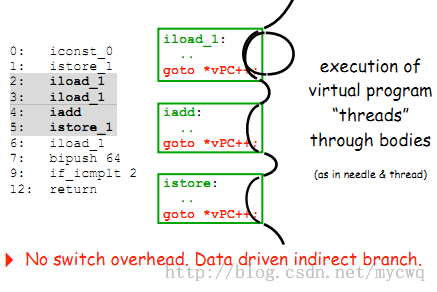 0: iconst_0
1: istore_1
2: iload_1
3: iload_1
4: iadd
5: istore_1
6: iload_1
7: bipush 64
9: if_icmplt 2
12: return
iload_1:
..
goto *vPC++;
iadd:
..
goto *vPC++;
istore:
..
goto *vPC++;
execution of
virtual program
“threads”
through bodies
(as in needle & thread)
No switch overhead. Data driven indirect branch.
http://blog.csdn.net/mycwq